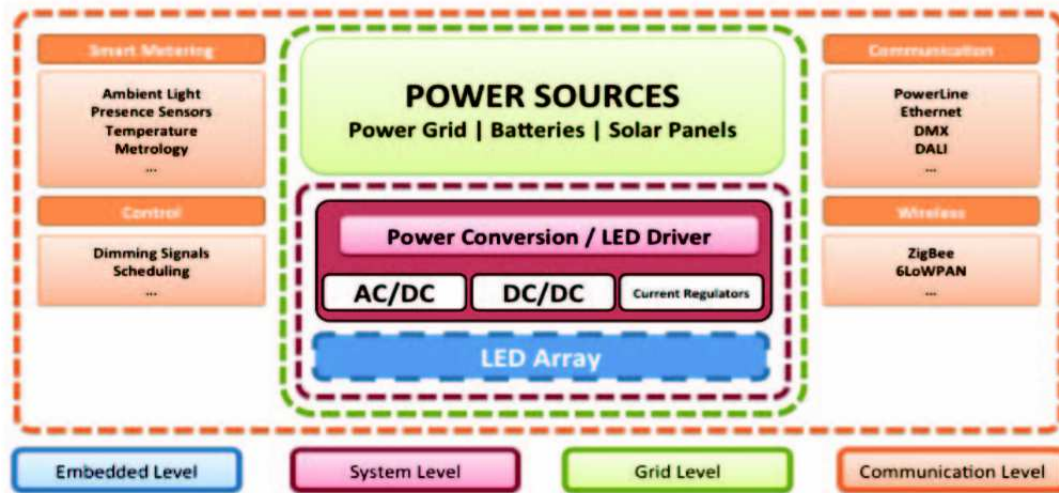 Smart Metering
Ambient Light
Presence Sensors
Temperature
Metrology
...
Control
Dimming Signals
Scheduling
...
POWER SOURCES
Power Grid | Batteries | Solar Panels
Power Conversion / LED Driver
AC/DC
DC/DC
Current Regulators
LED Array
Communication
PowerLine
Ethernet
DMX
DALI
...
Wireless
ZigBee
6LoWPAN
...
Embedded Level
System Level
Grid Level
Communication Level